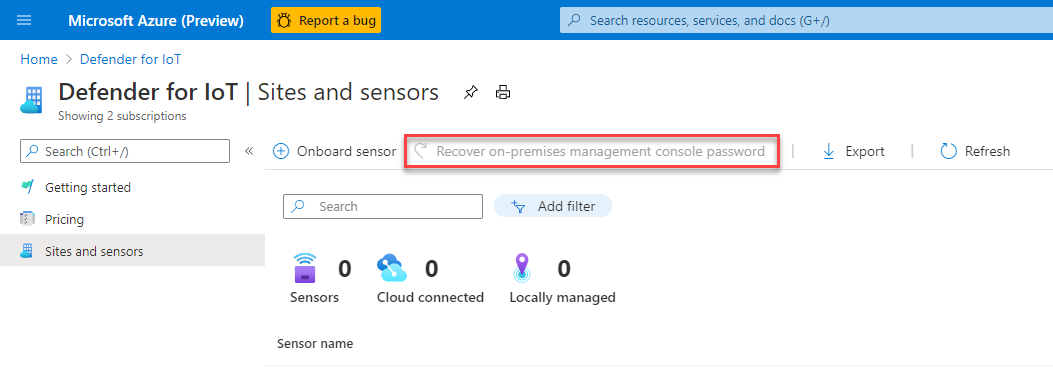 Microsoft Azure (Preview) Report a bug Search resources, services, and docs (G+/)
Home > Defender for IoT
Defender for IoT | Sites and sensors
Showing 2 subscriptions
Search (Ctrl+/) « Onboard sensor Recover on-premises management console password | Export | Refresh
Getting started
Pricing
Sites and sensors
Search Add filter
0 0 0
Sensors Cloud connected Locally managed
Sensor name